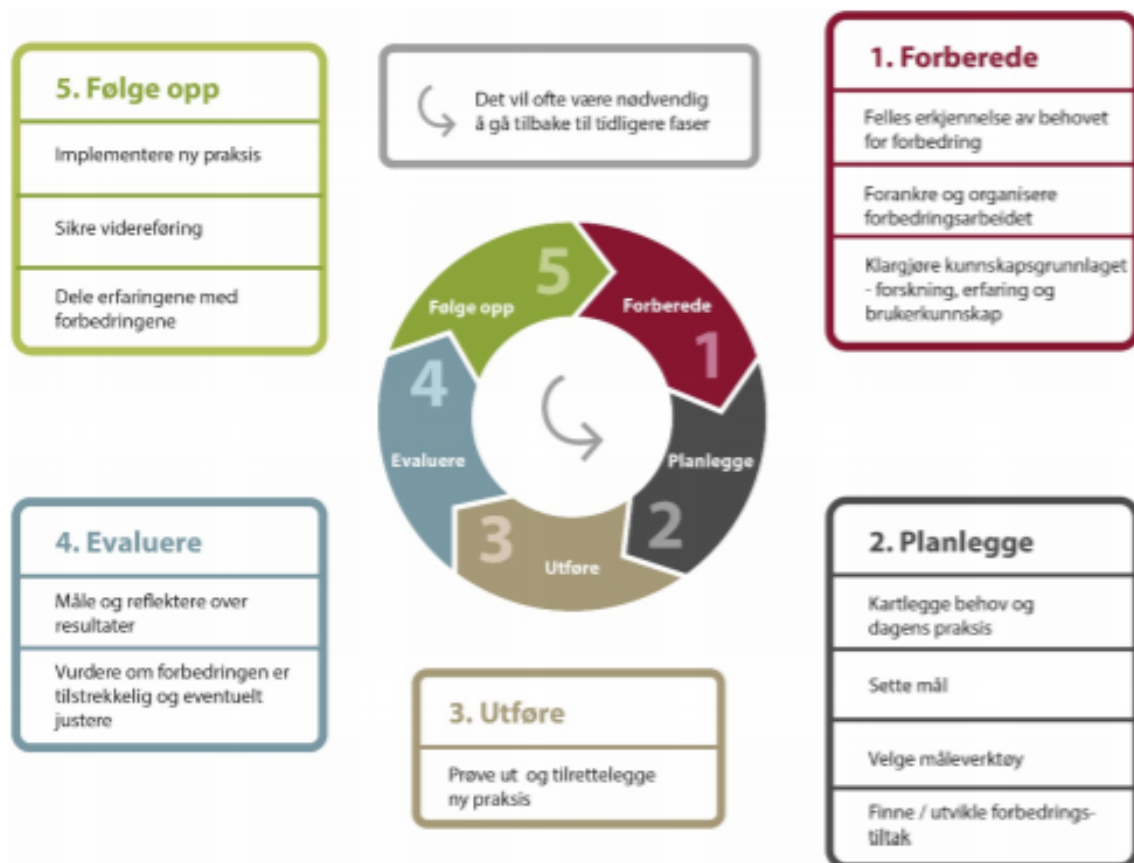 5. Følge opp
Implementere ny praksis
Sikre videreføring
Dele erfaringene med
forbedringene
Det vil ofte være nødvendig
å gå tilbake til tidligere faser
1. Forberede
Felles erkjennelse av behovet
for forbedring
Forankre og organisere
forbedringsarbeidet
Klargjøre kunnskapsgrunnlaget
- forskning, erfaring og
brukerkunnskap
5
Følge opp
Forberede
1
4
Evaluere
Planlegge
2
3
Utføre
4. Evaluere
Måle og reflektere over
resultater
Vurdere om forbedringen er
tilstrekkelig og eventuelt
justere
3. Utføre
Prøve ut og tilrettelegge
ny praksis
2. Planlegge
Kartlegge behov og
dagens praksis
Sette mål
Velge måleverktøy
Finne / utvikle forbedrings-
tiltak